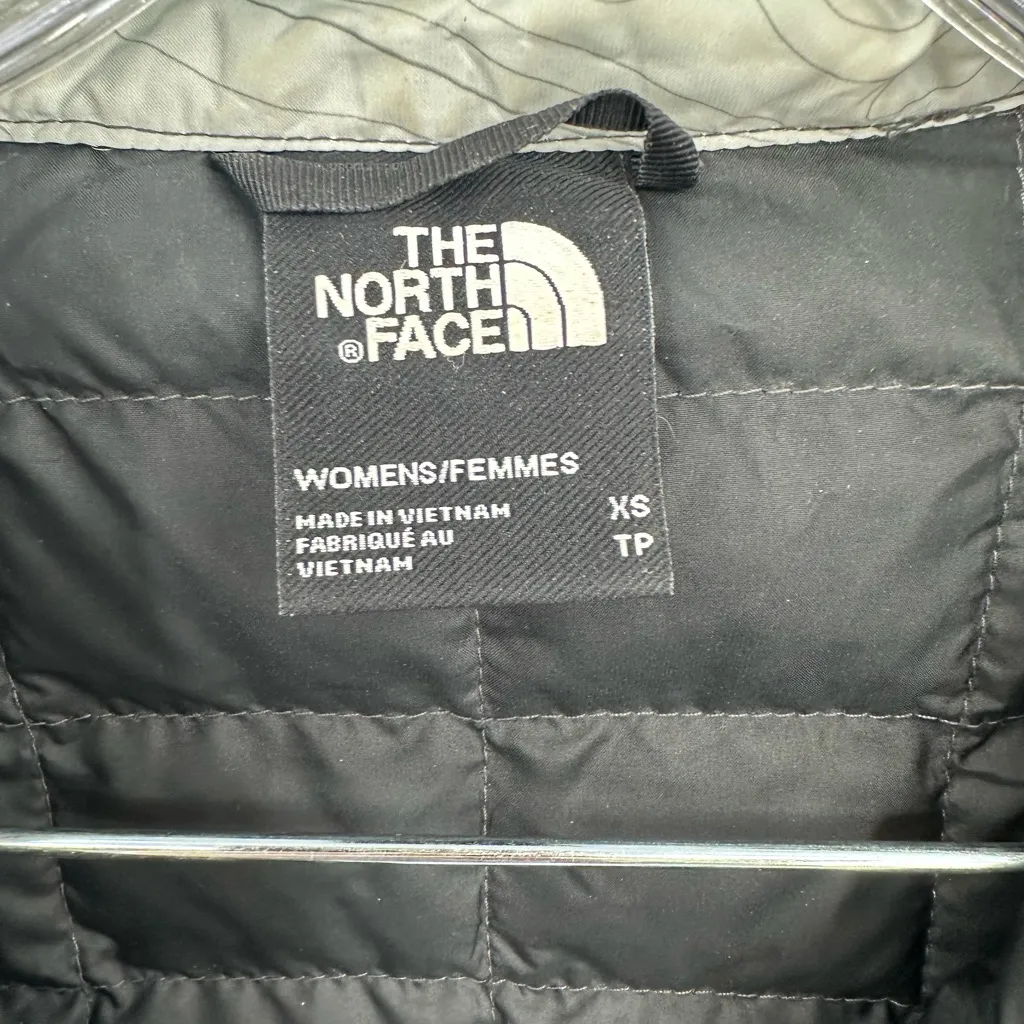 THE
NORTH
® FACE
WOMENS/FEMMES
MADE IN VIETNAM XS
FABRIQUÉ AU TP
VIETNAM